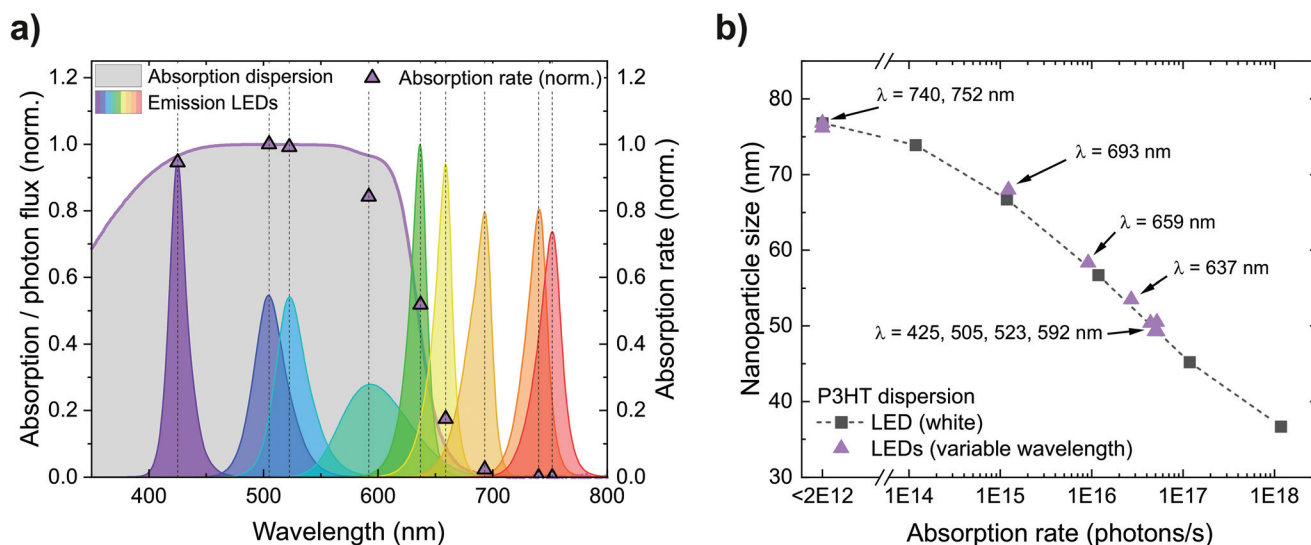 a)
Absorption dispersion
Emission LEDs
Absorption rate (norm.)
1.2
1.0
0.8
0.6
0.4
0.2
0.0
Absorption / photon flux (norm.)
1.2
1.0
0.8
0.6
0.4
0.2
0.0
Absorption rate (norm.)
400 500 600 700 800
Wavelength (nm)
b)
90
80
70
60
50
40
30
Nanoparticle size (nm)
λ = 740, 752 nm
λ = 693 nm
λ = 659 nm
λ = 637 nm
λ = 425, 505, 523, 592 nm
P3HT dispersion
LED (white)
LEDs (variable wavelength)
<2E12 1E14 1E15 1E16 1E17 1E18
Absorption rate (photons/s)